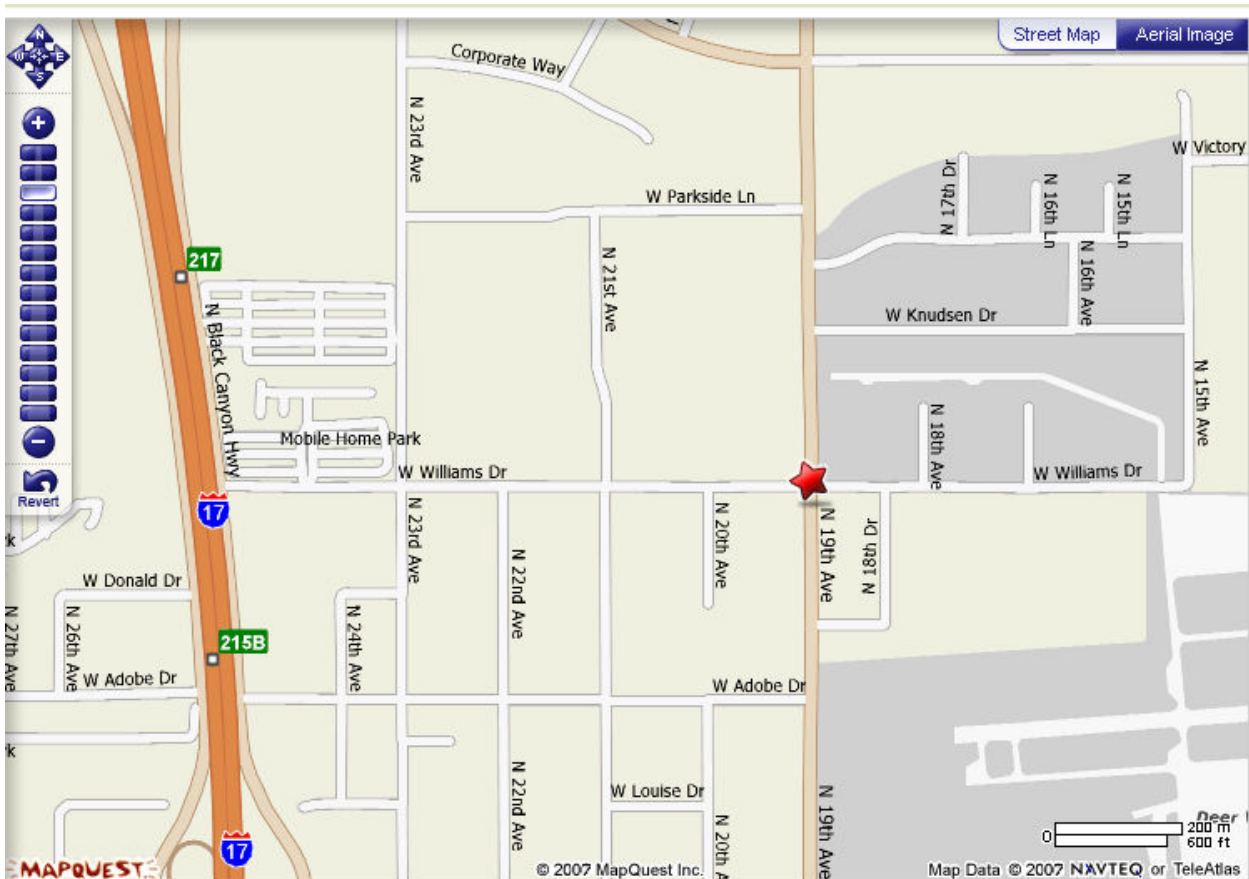 N
W E
S
Street Map
Aerial Image
Corporate Way
N 23rd Ave
W Victory
W Parkside Ln
N 17th Dr
N 16th Ln
N 15th Ln
217
N 21st Ave
N 16th Ave
N Black Canyon Hwy
W Knudsen Dr
N 15th Ave
Mobile Home Park
N 18th Ave
W Williams Dr
W Williams Dr
Revert
17
N 23rd Ave
N 20th Ave
N 19th Ave
N 18th Dr
k
N 22nd Ave
W Donald Dr
N 27th Ave
N 26th Ave
N 24th Ave
215B
W Adobe Dr
W Adobe Dr
k
N 22nd Ave
W Louise Dr
N 20th A
N 19th Ave
Deer
0
200 m
600 ft
17
MAPQUEST
© 2007 MapQuest Inc.
Map Data © 2007 NAVTEQ or TeleAtlas